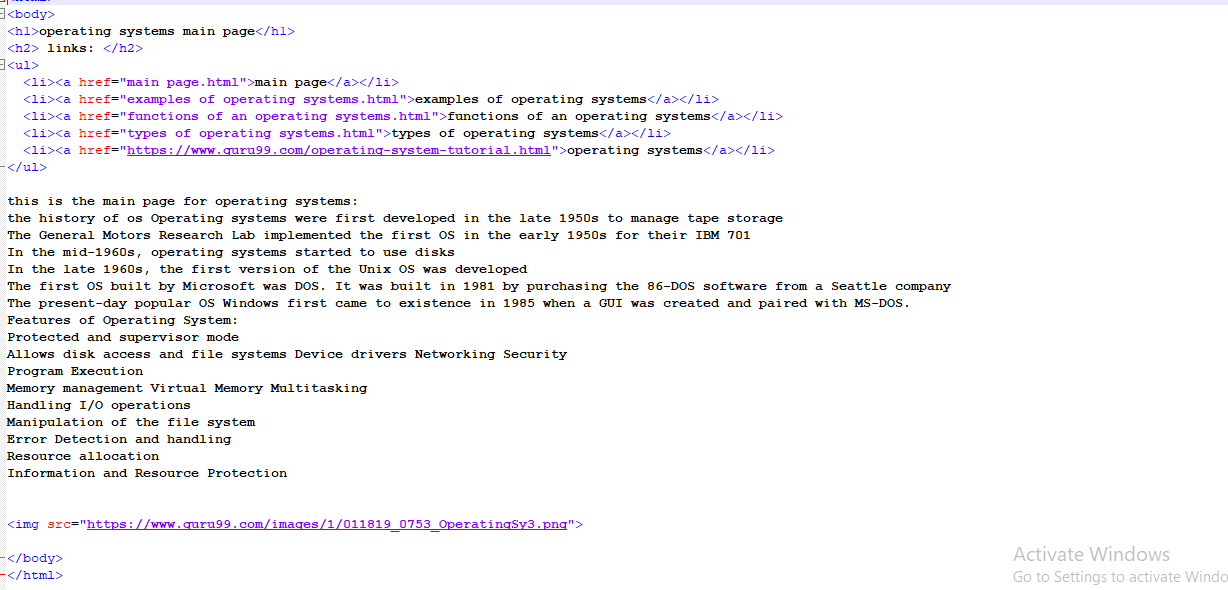 <body>
<h1>operating systems main page</h1>
<h2> links: </h2>
<ul>
<li><a href="main page.html">main page</a></li>
<li><a href="examples of operating systems.html">examples of operating systems</a></li>
<li><a href="functions of an operating systems.html">functions of an operating systems</a></li>
<li><a href="types of operating systems.html">types of operating systems</a></li>
<li><a href="https://www.guru99.com/operating-system-tutorial.html">operating systems</a></li>
</ul>
this is the main page for operating systems:
the history of os Operating systems were first developed in the late 1950s to manage tape storage
The General Motors Research Lab implemented the first OS in the early 1950s for their IBM 701
In the mid-1960s, operating systems started to use disks
In the late 1960s, the first version of the Unix OS was developed
The first OS built by Microsoft was DOS. It was built in 1981 by purchasing the 86-DOS software from a Seattle company
The present-day popular OS Windows first came to existence in 1985 when a GUI was created and paired with MS-DOS.
Features of Operating System:
Protected and supervisor mode
Allows disk access and file systems Device drivers Networking Security
Program Execution
Memory management Virtual Memory Multitasking
Handling I/O operations
Manipulation of the file system
Error Detection and handling
Resource allocation
Information and Resource Protection
<img src="https://www.guru99.com/images/1/011819_0753_OperatingSy3.png">
</body>
</html>
Activate Windows
Go to Settings to activate Windo